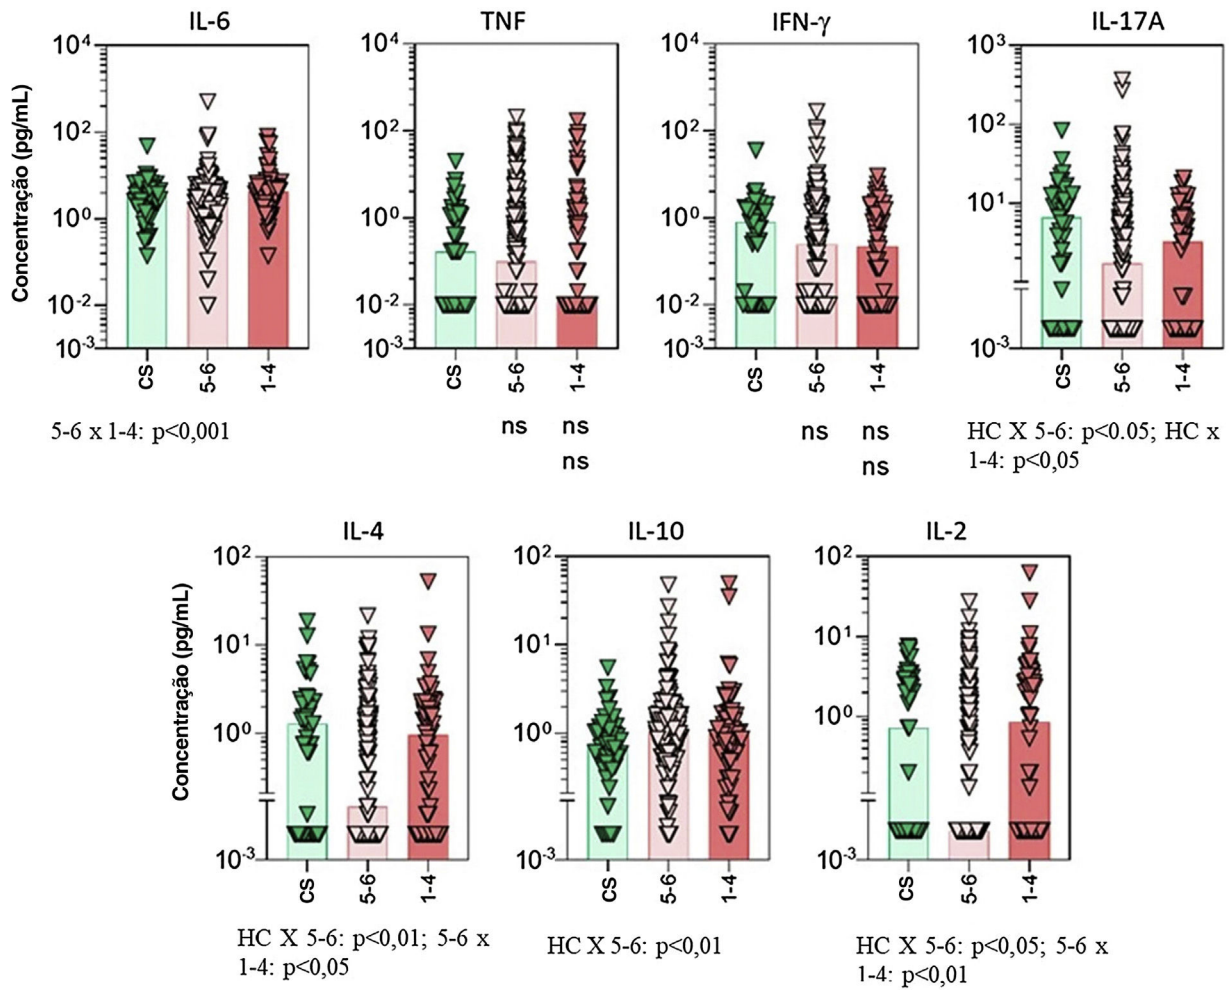 IL-6
TNF
IFN-γ
IL-17A
Concentração (pg/mL)
10⁴
10²
10⁰
10⁻²
10⁻³
CS
5-6
1-4
10⁴
10²
10⁰
10⁻²
10⁻³
CS
5-6
1-4
10⁴
10²
10⁰
10⁻²
10⁻³
CS
5-6
1-4
10³
10²
10¹
10⁻³
CS
5-6
1-4
5-6 x 1-4: p<0,001
ns ns
ns
ns ns
ns
HC X 5-6: p<0.05; HC x
1-4: p<0,05
IL-4
IL-10
IL-2
Concentração (pg/mL)
10²
10¹
10⁰
10⁻³
CS
5-6
1-4
10²
10¹
10⁰
10⁻³
CS
5-6
1-4
10²
10¹
10⁰
10⁻³
CS
5-6
1-4
HC X 5-6: p<0,01; 5-6 x
1-4: p<0,05
HC X 5-6: p<0,01
HC X 5-6: p<0,05; 5-6 x
1-4: p<0,01